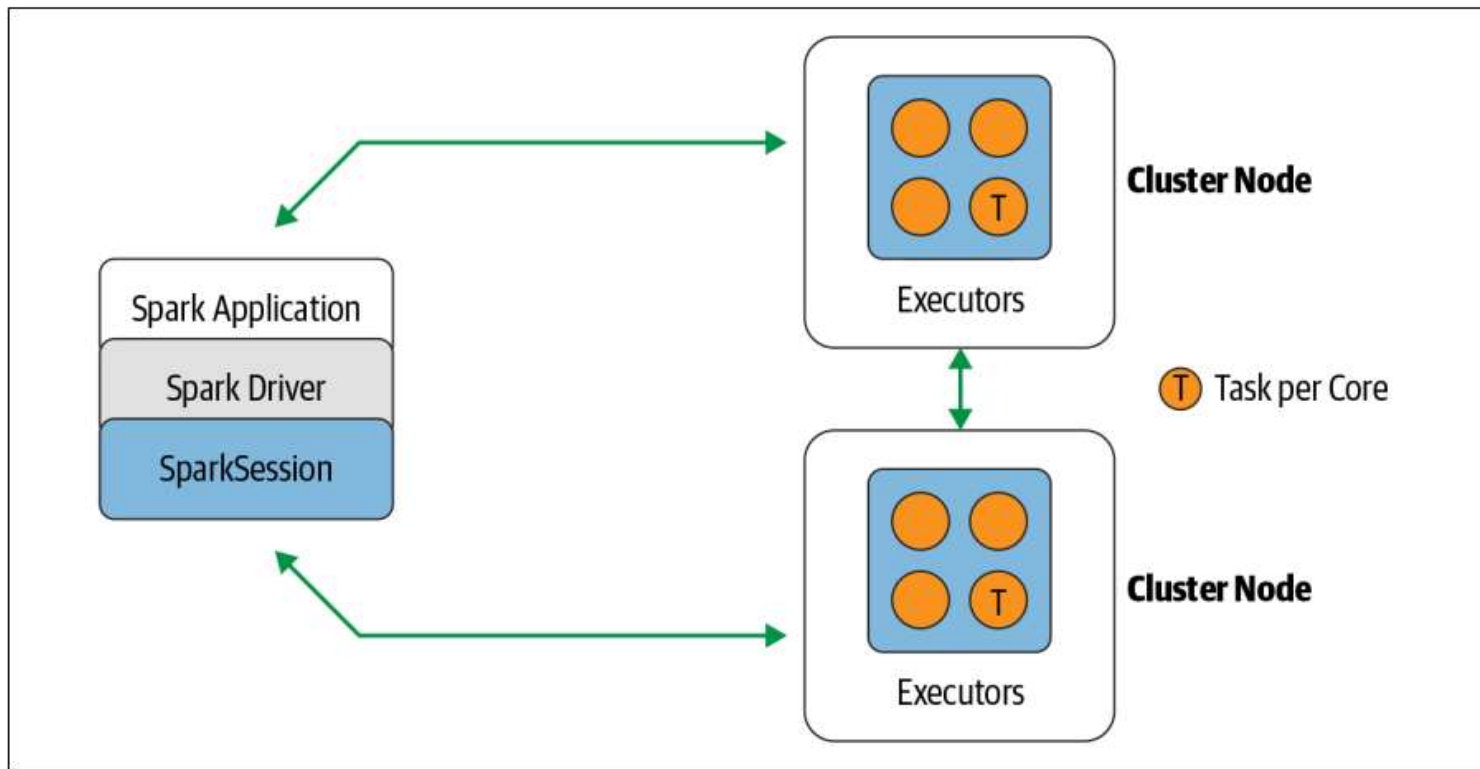 Spark Application
Spark Driver
SparkSession
T
Executors
Cluster Node
T Task per Core
T
Executors
Cluster Node